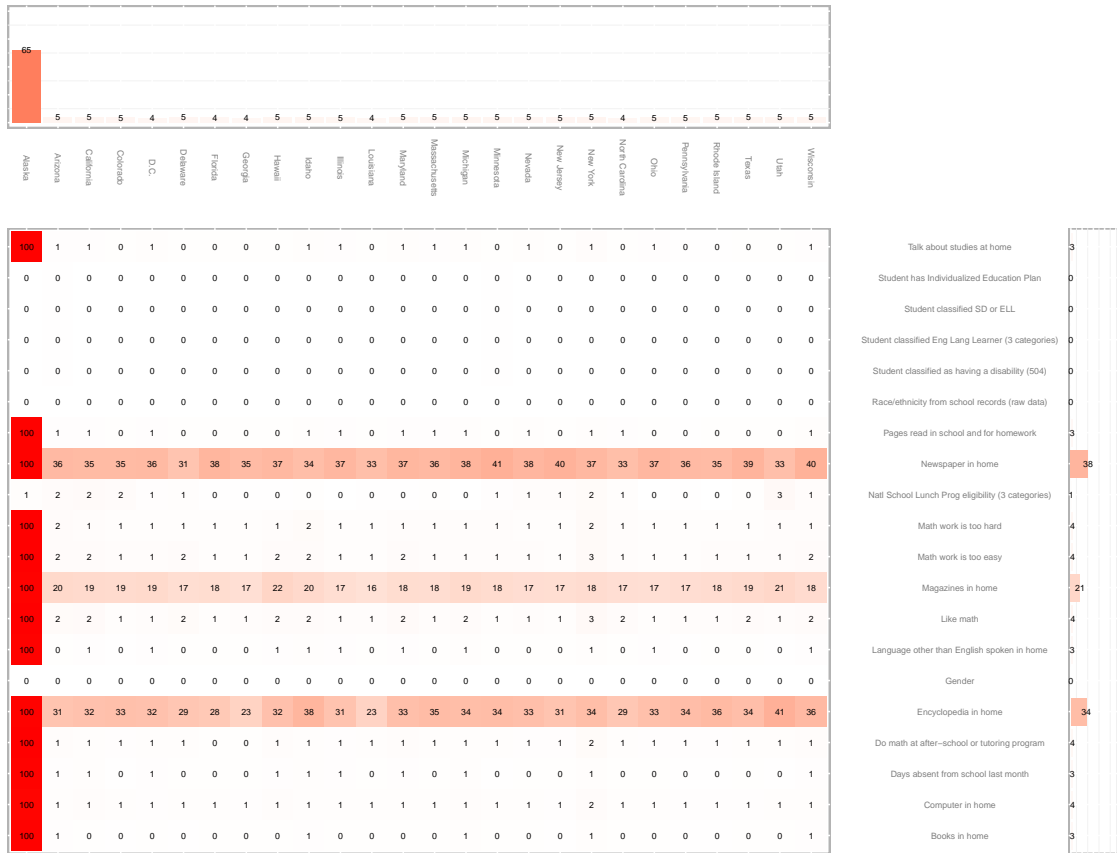 65 5 5 5 4 5 4 4 5 5 5 4 5 5 5 5 5 5 5 4 5 5 5 5 5 5
Alaska Arizona California Colorado D.C. Delaware Florida Georgia Hawaii Idaho Illinois Louisiana Maryland Massachusetts Michigan Minnesota Nevada New Jersey New York North Carolina Ohio Pennsylvania Rhode Island Texas Utah Wisconsin
100 1 1 0 1 0 0 0 0 1 1 0 1 1 1 0 1 0 1 0 1 0 0 0 0 1 Talk about studies at home 3
0 0 0 0 0 0 0 0 0 0 0 0 0 0 0 0 0 0 0 0 0 0 0 0 0 0 Student has Individualized Education Plan 0
0 0 0 0 0 0 0 0 0 0 0 0 0 0 0 0 0 0 0 0 0 0 0 0 0 0 Student classified SD or ELL 0
0 0 0 0 0 0 0 0 0 0 0 0 0 0 0 0 0 0 0 0 0 0 0 0 0 0 Student classified Eng Lang Learner (3 categories) 0
0 0 0 0 0 0 0 0 0 0 0 0 0 0 0 0 0 0 0 0 0 0 0 0 0 0 Student classified as having a disability (504) 0
0 0 0 0 0 0 0 0 0 0 0 0 0 0 0 0 0 0 0 0 0 0 0 0 0 0 Race/ethnicity from school records (raw data) 0
100 1 1 0 1 0 0 0 0 1 1 0 1 1 1 0 1 0 1 1 0 0 0 0 0 1 Pages read in school and for homework 3
100 36 35 35 36 31 38 35 37 34 37 33 37 36 38 41 38 40 37 33 37 36 35 39 33 40 Newspaper in home 38
1 2 2 2 1 1 0 0 0 0 0 0 0 0 0 1 1 1 2 1 0 0 0 0 3 1 Natl School Lunch Prog eligibility (3 categories) 1
100 2 1 1 1 1 1 1 1 2 1 1 1 1 1 1 1 1 2 1 1 1 1 1 1 1 Math work is too hard 4
100 2 2 1 1 2 1 1 2 2 1 1 2 1 1 1 1 1 3 1 1 1 1 1 1 2 Math work is too easy 4
100 20 19 19 19 17 18 17 22 20 17 16 18 18 19 18 17 17 18 17 17 17 18 19 21 18 Magazines in home 21
100 2 2 1 1 2 1 1 2 2 1 1 2 1 2 1 1 1 3 2 1 1 1 2 1 2 Like math 4
100 0 1 0 1 0 0 0 1 1 1 0 1 0 1 0 0 0 1 0 1 0 0 0 0 1 Language other than English spoken in home 3
0 0 0 0 0 0 0 0 0 0 0 0 0 0 0 0 0 0 0 0 0 0 0 0 0 0 Gender 0
100 31 32 33 32 29 28 23 32 38 31 23 33 35 34 34 33 31 34 29 33 34 36 34 41 36 Encyclopedia in home 34
100 1 1 1 1 1 0 0 1 1 1 1 1 1 1 1 1 1 2 1 1 1 1 1 1 1 Do math at after−school or tutoring program 4
100 1 1 0 1 0 0 0 1 1 1 0 1 0 1 0 0 0 1 0 0 0 0 0 0 1 Days absent from school last month 3
100 1 1 1 1 1 1 1 1 1 1 1 1 1 1 1 1 1 2 1 1 1 1 1 1 1 Computer in home 4
100 1 0 0 0 0 0 0 0 1 0 0 0 0 1 0 0 0 1 0 0 0 0 0 0 1 Books in home 3